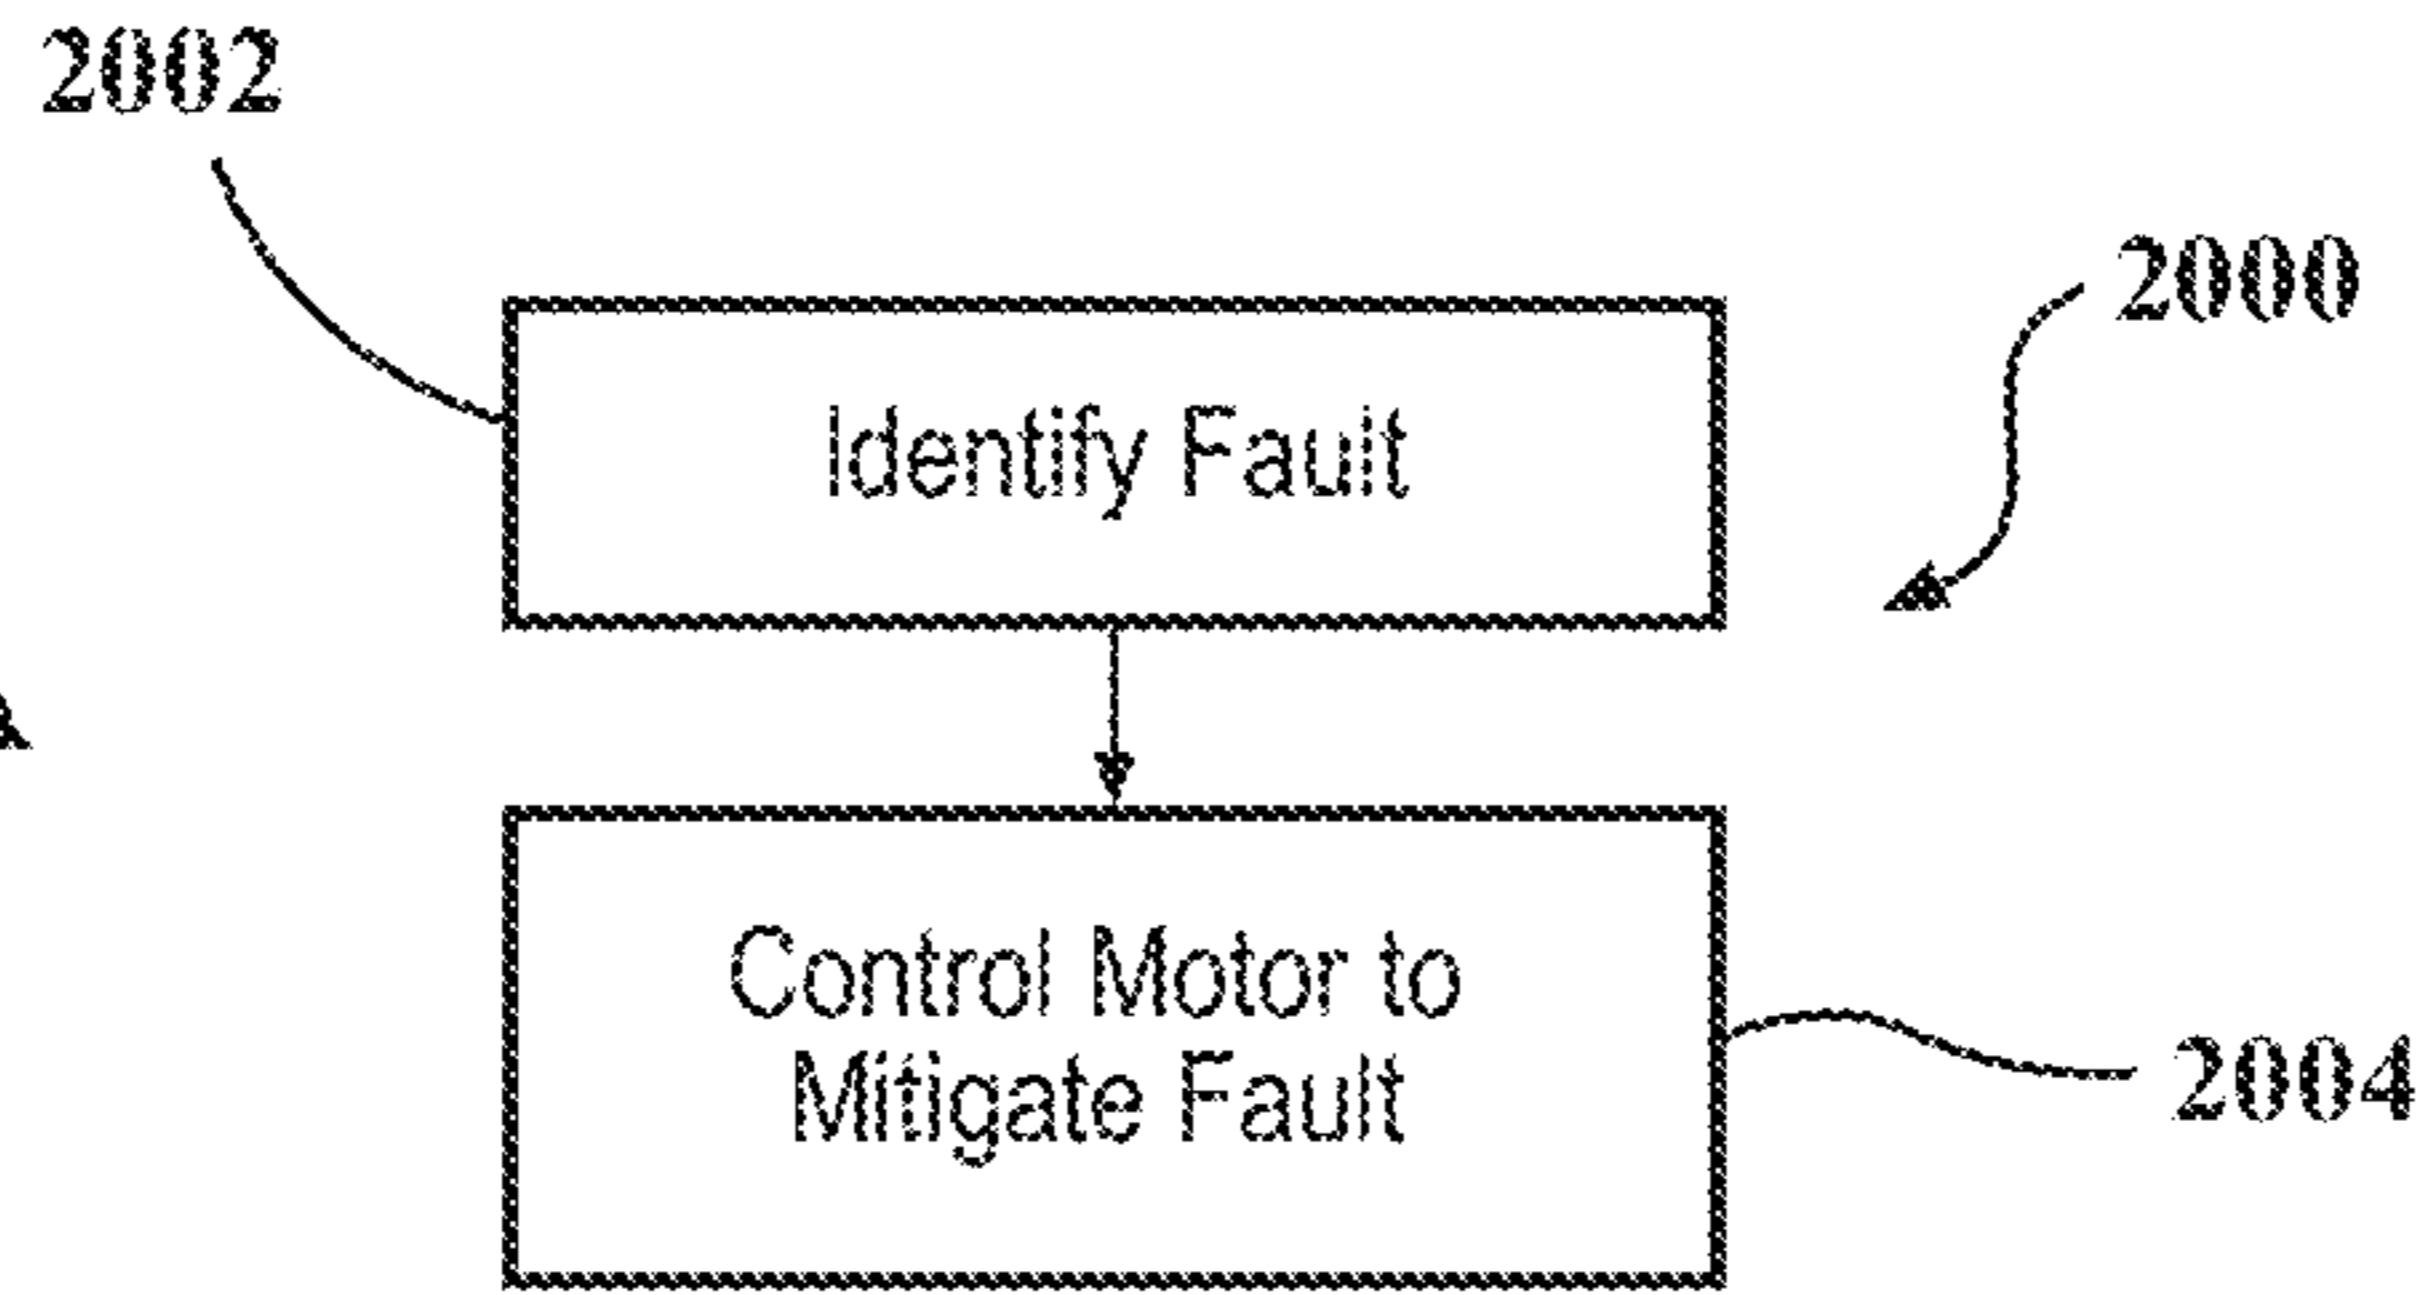 2002
2000
Identify Fault
Control Motor to
Mitigate Fault
2004